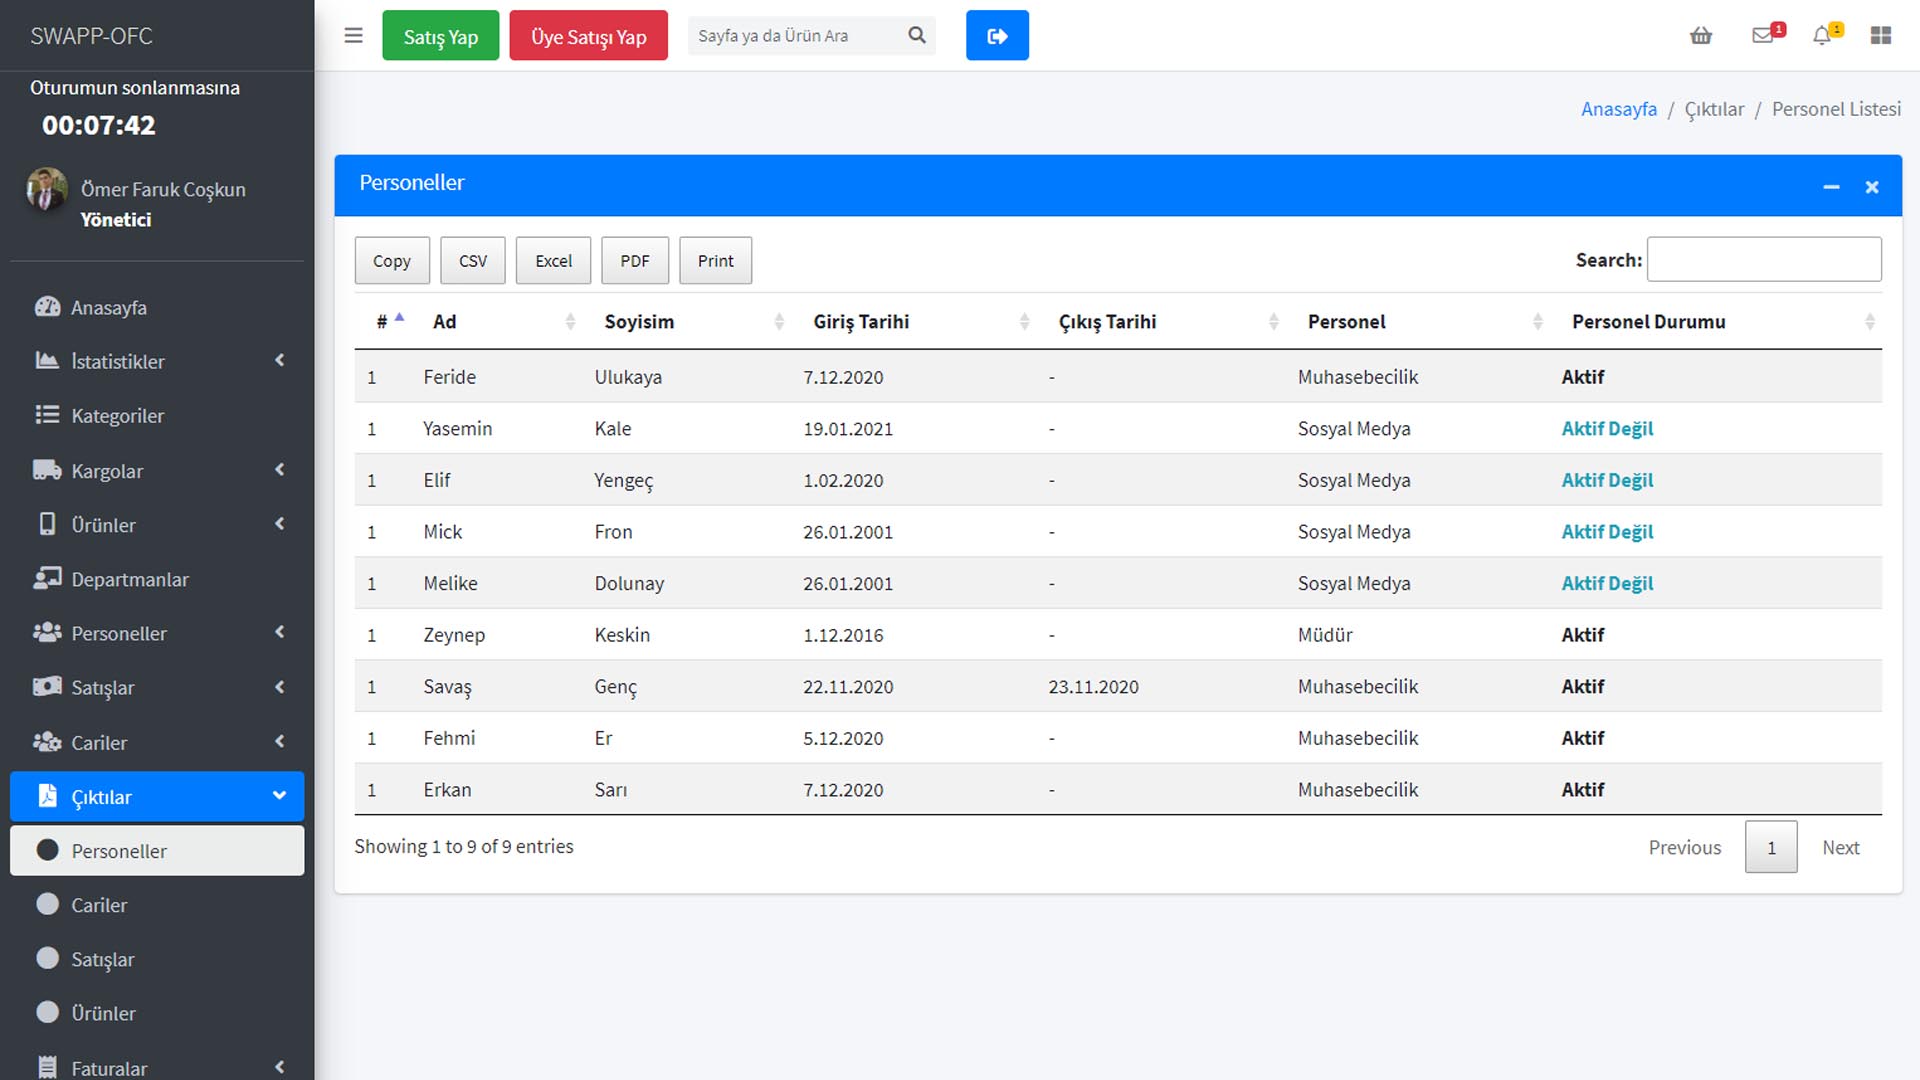 SWAPP-OFC
Oturumun sonlanmasına
00:07:42
Ömer Faruk Coşkun
Yönetici
Anasayfa
İstatistikler
Kategoriler
Kargolar
Ürünler
Departmanlar
Personeller
Satışlar
Cariler
Çıktılar
Personeller
Cariler
Satışlar
Ürünler
Faturalar
Satış Yap Üye Satışı Yap Sayfa ya da Ürün Ara 1 1
Anasayfa / Çıktılar / Personel Listesi
Personeller
Copy CSV Excel PDF Print Search:
# Ad Soyisim Giriş Tarihi Çıkış Tarihi Personel Personel Durumu
1 Feride Ulukaya 7.12.2020 - Muhasebecilik Aktif
1 Yasemin Kale 19.01.2021 - Sosyal Medya Aktif Değil
1 Elif Yengeç 1.02.2020 - Sosyal Medya Aktif Değil
1 Mick Fron 26.01.2001 - Sosyal Medya Aktif Değil
1 Melike Dolunay 26.01.2001 - Sosyal Medya Aktif Değil
1 Zeynep Keskin 1.12.2016 - Müdür Aktif
1 Savaş Genç 22.11.2020 23.11.2020 Muhasebecilik Aktif
1 Fehmi Er 5.12.2020 - Muhasebecilik Aktif
1 Erkan Sarı 7.12.2020 - Muhasebecilik Aktif
Showing 1 to 9 of 9 entries Previous 1 Next